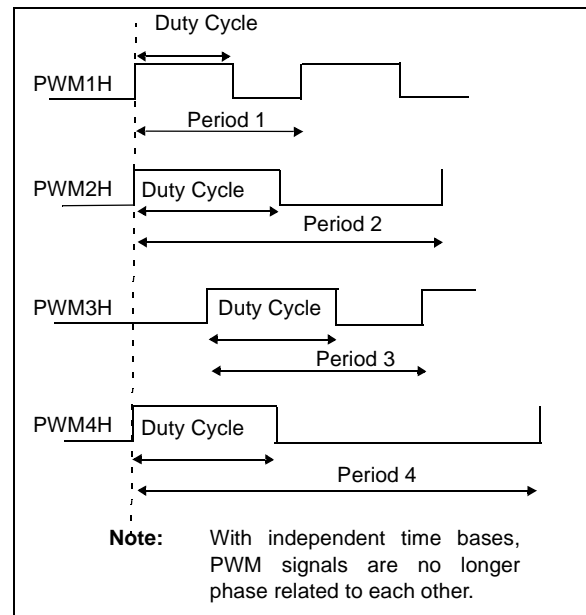 Duty Cycle
PWM1H
Period 1
PWM2H
Duty Cycle
Period 2
PWM3H
Duty Cycle
Period 3
PWM4H
Duty Cycle
Period 4
Note: With independent time bases,
PWM signals are no longer
phase related to each other.